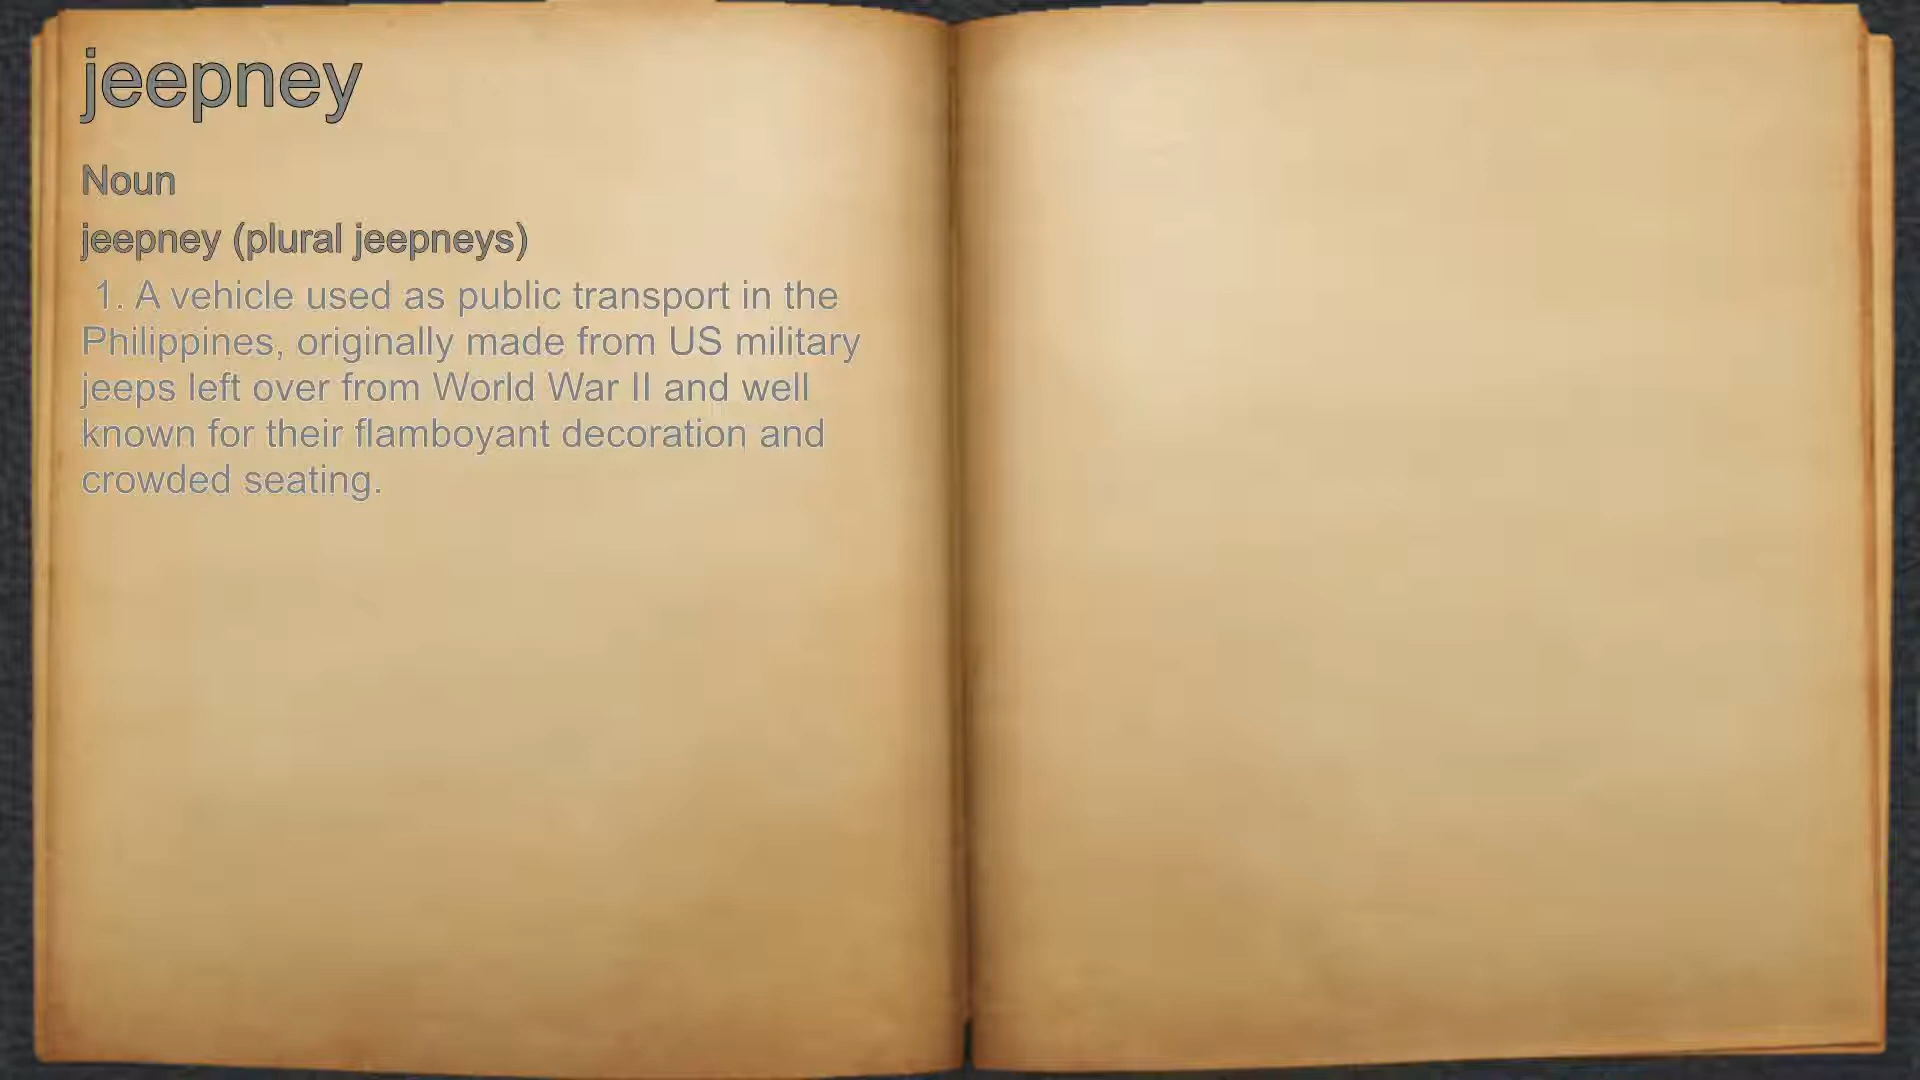 jeepney
Noun
jeepney (plural jeepneys)
1. A vehicle used as public transport in the
Philippines, originally made from US military
jeeps left over from World War II and well
known for their flamboyant decoration and
crowded seating.